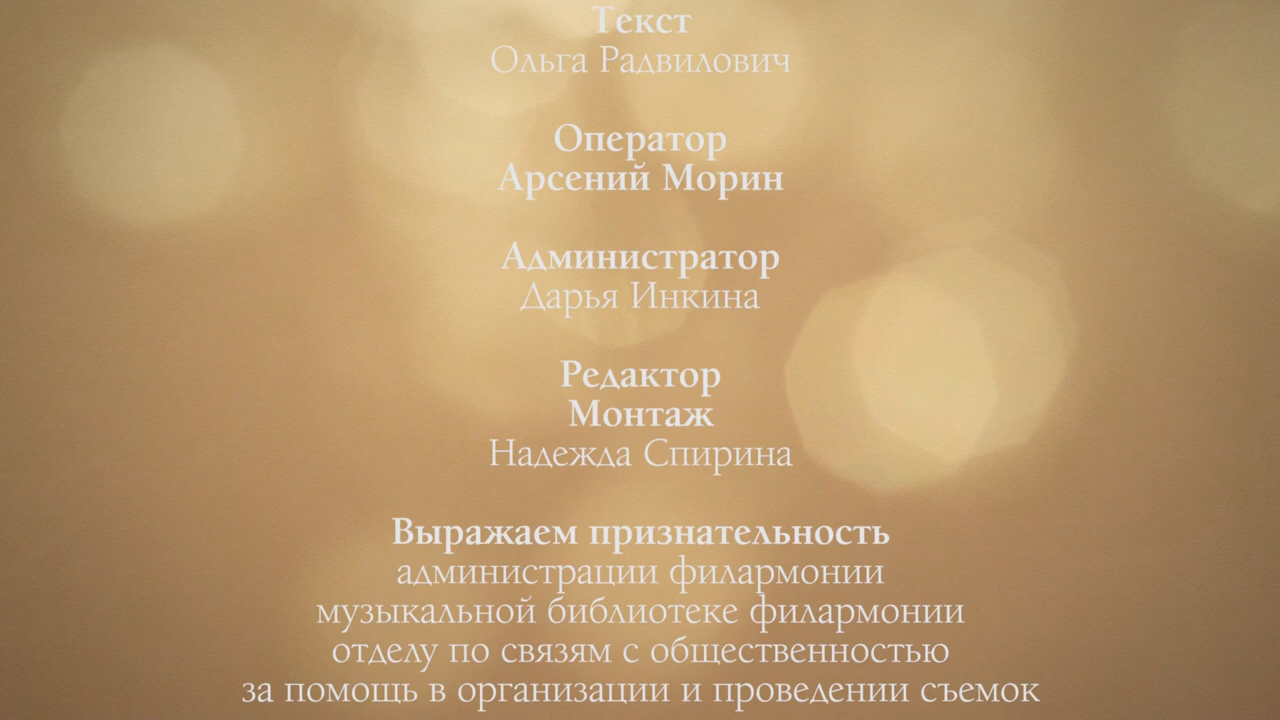 Текст
Ольга Радвилович
Оператор
Арсений Морин
Администратор
Дарья Инкина
Редактор
Монтаж
Надежда Спирина
Выражаем признательность
администрации филармонии
музыкальной библиотеке филармонии
отделу по связям с общественностью
за помощь в организации и проведении съемок